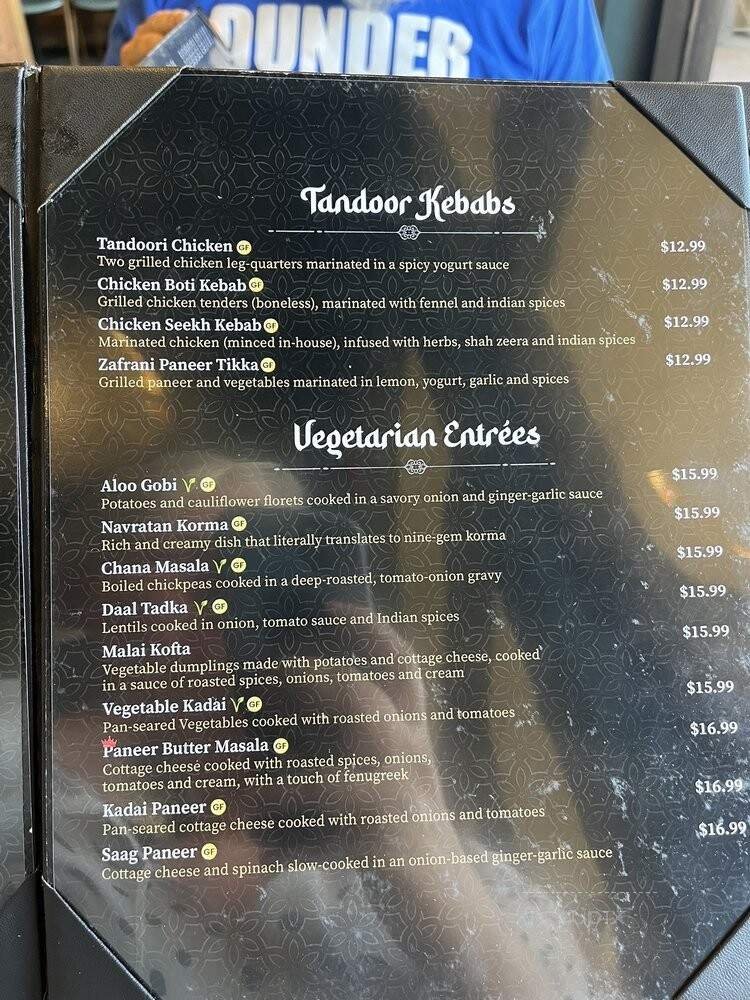 OUNDER
Tandoor Kebabs
Tandoori Chicken GF $12.99
Two grilled chicken leg-quarters marinated in a spicy yogurt sauce
Chicken Boti Kebab GF $12.99
Grilled chicken tenders (boneless), marinated with fennel and indian spices
Chicken Seekh Kebab GF $12.99
Marinated chicken (minced in-house), infused with herbs, shah zeera and indian spices
Zafrani Paneer Tikka GF $12.99
Grilled paneer and vegetables marinated in lemon, yogurt, garlic and spices
Vegetarian Entrées
Aloo Gobi V GF $15.99
Potatoes and cauliflower florets cooked in a savory onion and ginger-garlic sauce
Navratan Korma GF $15.99
Rich and creamy dish that literally translates to nine-gem korma
Chana Masala V GF $15.99
Boiled chickpeas cooked in a deep-roasted, tomato-onion gravy
Daal Tadka V GF $15.99
Lentils cooked in onion, tomato sauce and Indian spices
Malai Kofta $15.99
Vegetable dumplings made with potatoes and cottage cheese, cooked
in a sauce of roasted spices, onions, tomatoes and cream
Vegetable Kadai V GF $15.99
Pan-seared Vegetables cooked with roasted onions and tomatoes
Paneer Butter Masala GF $16.99
Cottage cheese cooked with roasted spices, onions,
tomatoes and cream, with a touch of fenugreek
Kadai Paneer GF $16.99
Pan-seared cottage cheese cooked with roasted onions and tomatoes
Saag Paneer GF $16.99
Cottage cheese and spinach slow-cooked in an onion-based ginger-garlic sauce